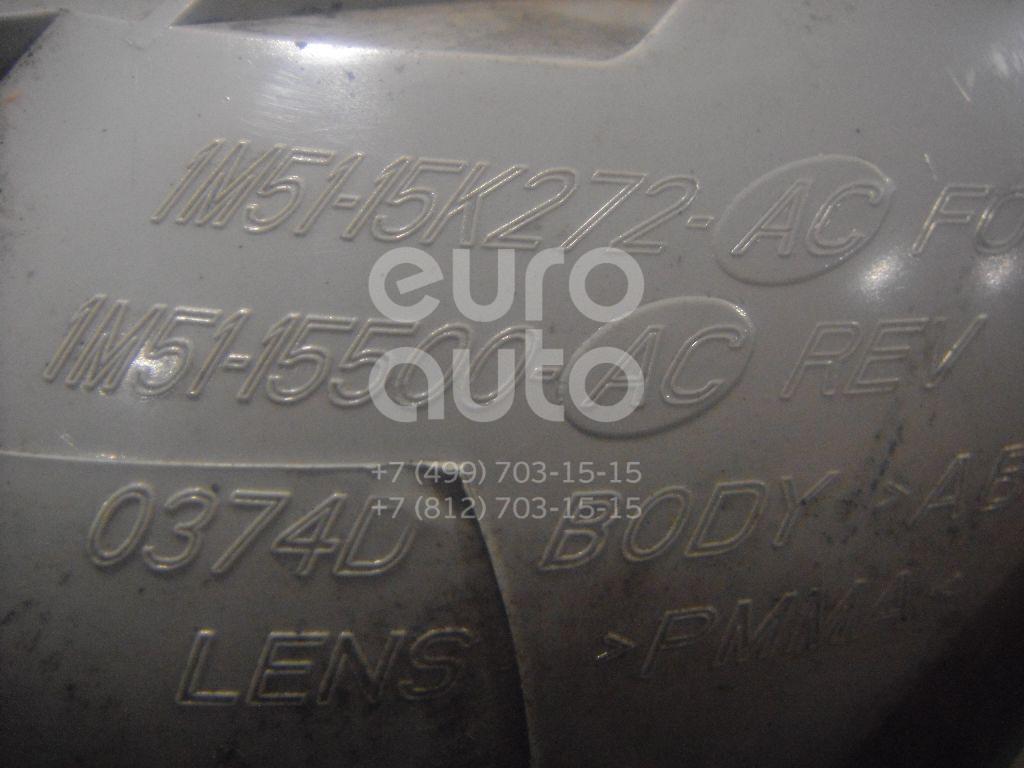 1M51-15K272-AC
euro
1M51-15500-AC REV
auto
+7 (499) 703-15-15
+7 (812) 703-15-15
0374D BODY
LENS >PMMA<